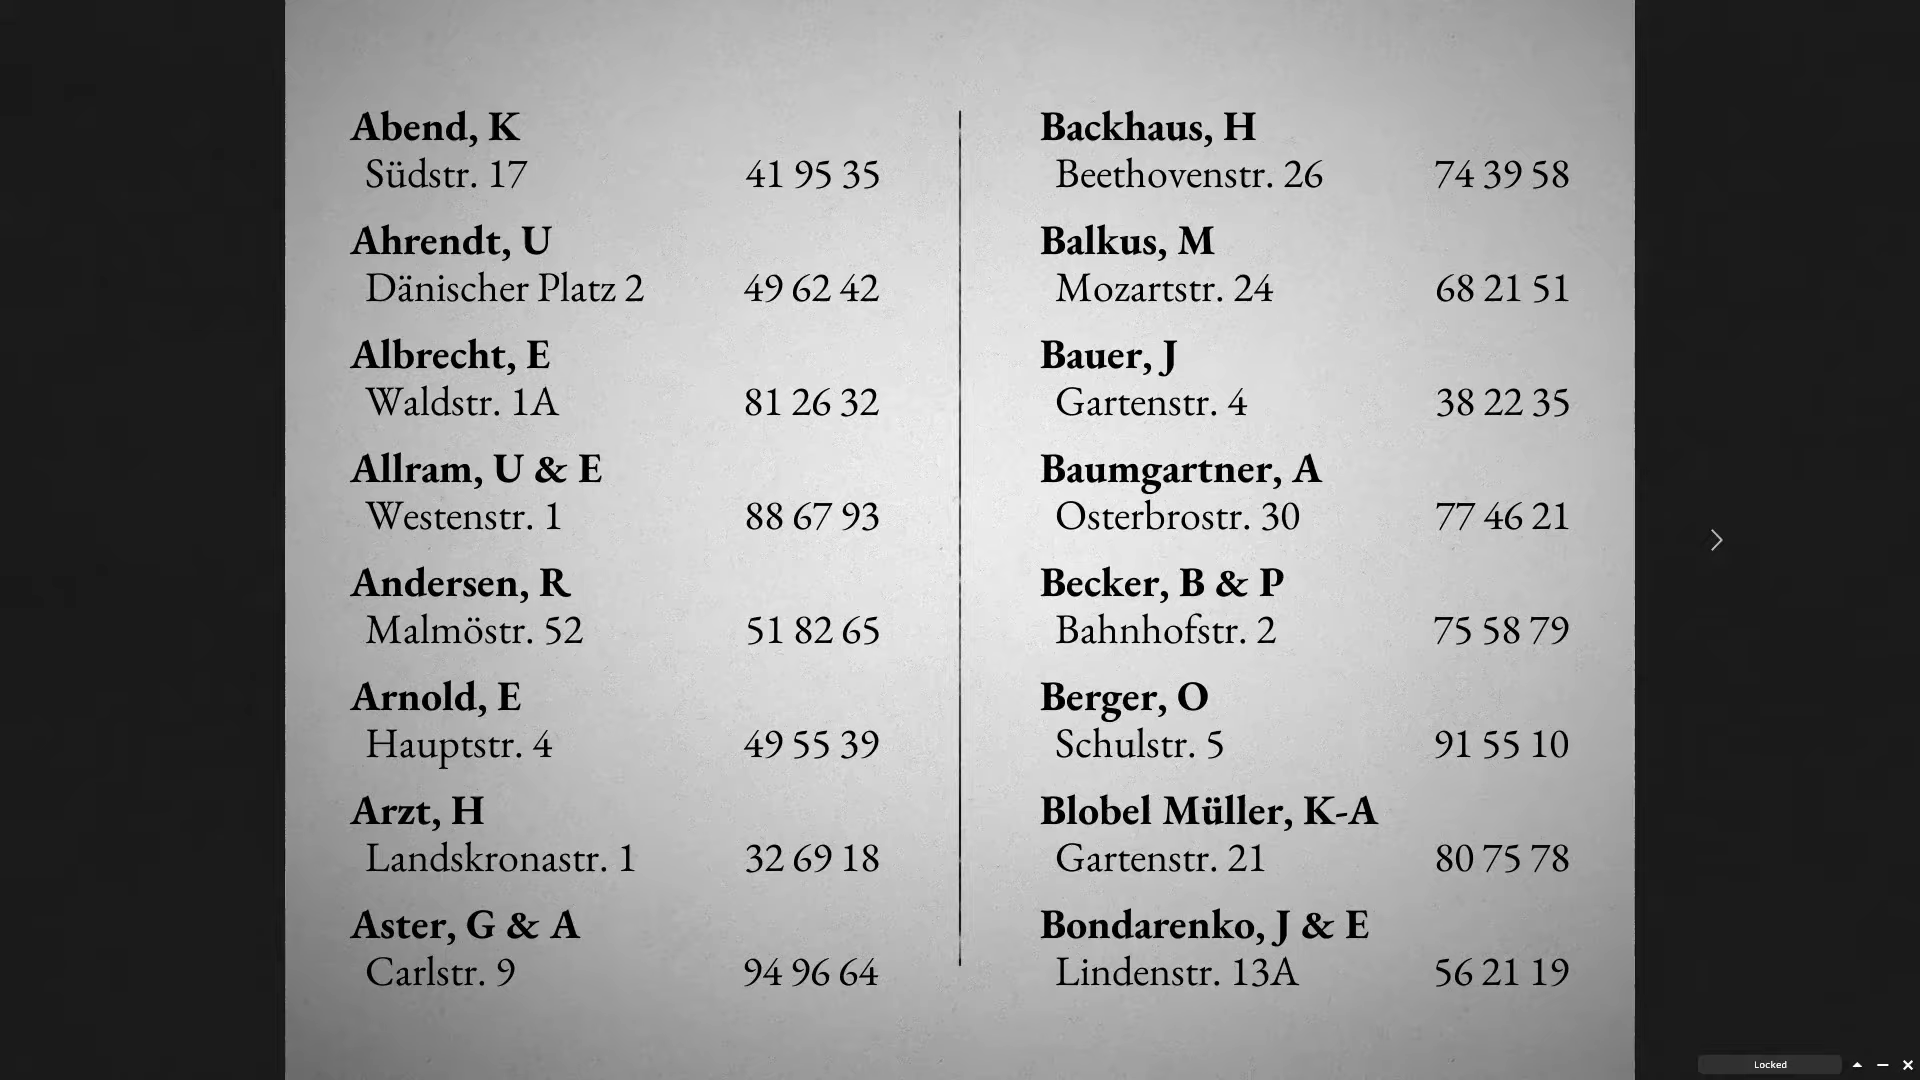 Abend, K
Südstr. 17 41 95 35
Ahrendt, U
Dänischer Platz 2 49 62 42
Albrecht, E
Waldstr. 1A 81 26 32
Allram, U & E
Westenstr. 1 88 67 93
Andersen, R
Malmöstr. 52 51 82 65
Arnold, E
Hauptstr. 4 49 55 39
Arzt, H
Landskronastr. 1 32 69 18
Aster, G & A
Carlstr. 9 94 96 64
Backhaus, H
Beethovenstr. 26 74 39 58
Balkus, M
Mozartstr. 24 68 21 51
Bauer, J
Gartenstr. 4 38 22 35
Baumgartner, A
Osterbrostr. 30 77 46 21
Becker, B & P
Bahnhofstr. 2 75 58 79
Berger, O
Schulstr. 5 91 55 10
Blobel Müller, K-A
Gartenstr. 21 80 75 78
Bondarenko, J & E
Lindenstr. 13A 56 21 19
Locked